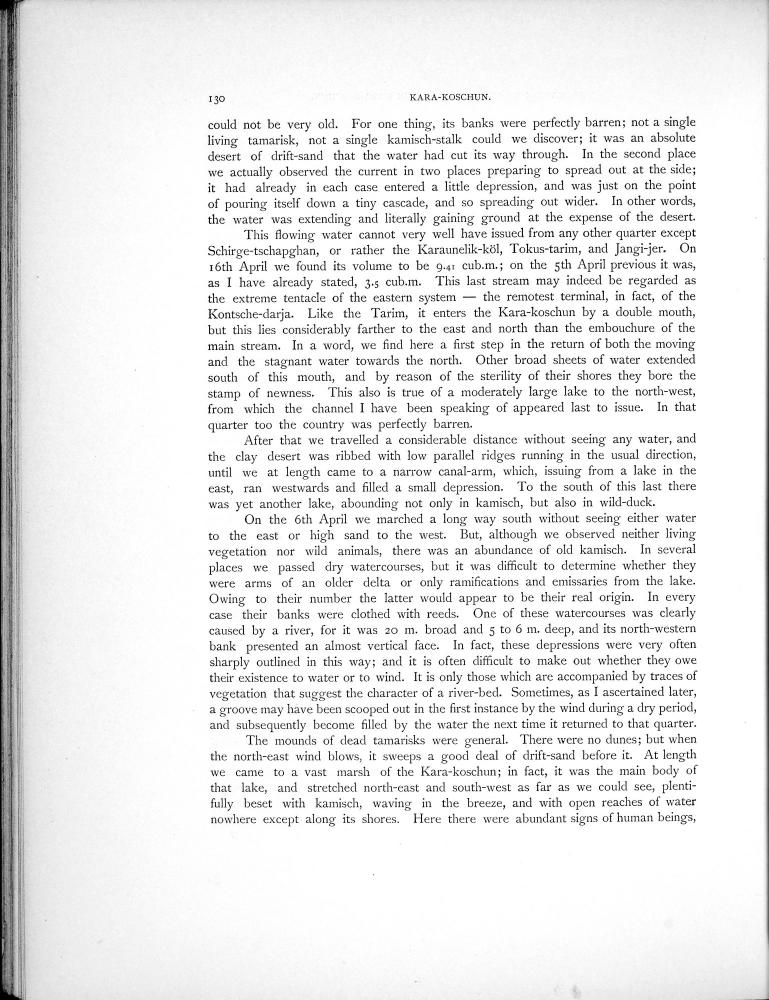 130 KARA-KOSCHUN.
could not be very old. For one thing, its banks were perfectly barren; not a single
living tamarisk, not a single kamisch-stalk could we discover; it was an absolute
desert of drift-sand that the water had cut its way through. In the second place
we actually observed the current in two places preparing to spread out at the side;
it had already in each case entered a little depression, and was just on the point
of pouring itself down a tiny cascade, and so spreading out wider. In other words,
the water was extending and literally gaining ground at the expense of the desert.
This flowing water cannot very well have issued from any other quarter except
Schirge-tschapghan, or rather the Karaunelik-köl, Tokus-tarim, and Jangi-jer. On
16th April we found its volume to be 9.41 cub.m.; on the 5th April previous it was,
as I have already stated, 3.5 cub.m. This last stream may indeed be regarded as
the extreme tentacle of the eastern system — the remotest terminal, in fact, of the
Kontsche-darja. Like the Tarim, it enters the Kara-koschun by a double mouth,
but this lies considerably farther to the east and north than the embouchure of the
main stream. In a word, we find here a first step in the return of both the moving
and the stagnant water towards the north. Other broad sheets of water extended
south of this mouth, and by reason of the sterility of their shores they bore the
stamp of newness. This also is true of a moderately large lake to the north-west,
from which the channel I have been speaking of appeared last to issue. In that
quarter too the country was perfectly barren.
After that we travelled a considerable distance without seeing any water, and
the clay desert was ribbed with low parallel ridges running in the usual direction,
until we at length came to a narrow canal-arm, which, issuing from a lake in the
east, ran westwards and filled a small depression. To the south of this last there
was yet another lake, abounding not only in kamisch, but also in wild-duck.
On the 6th April we marched a long way south without seeing either water
to the east or high sand to the west. But, although we observed neither living
vegetation nor wild animals, there was an abundance of old kamisch. In several
places we passed dry watercourses, but it was difficult to determine whether they
were arms of an older delta or only ramifications and emissaries from the lake.
Owing to their number the latter would appear to be their real origin. In every
case their banks were clothed with reeds. One of these watercourses was clearly
caused by a river, for it was 20 m. broad and 5 to 6 m. deep, and its north-western
bank presented an almost vertical face. In fact, these depressions were very often
sharply outlined in this way; and it is often difficult to make out whether they owe
their existence to water or to wind. It is only those which are accompanied by traces of
vegetation that suggest the character of a river-bed. Sometimes, as I ascertained later,
a groove may have been scooped out in the first instance by the wind during a dry period,
and subsequently become filled by the water the next time it returned to that quarter.
The mounds of dead tamarisks were general. There were no dunes; but when
the north-east wind blows, it sweeps a good deal of drift-sand before it. At length
we came to a vast marsh of the Kara-koschun; in fact, it was the main body of
that lake, and stretched north-east and south-west as far as we could see, plenti-
fully beset with kamisch, waving in the breeze, and with open reaches of water
nowhere except along its shores. Here there were abundant signs of human beings,